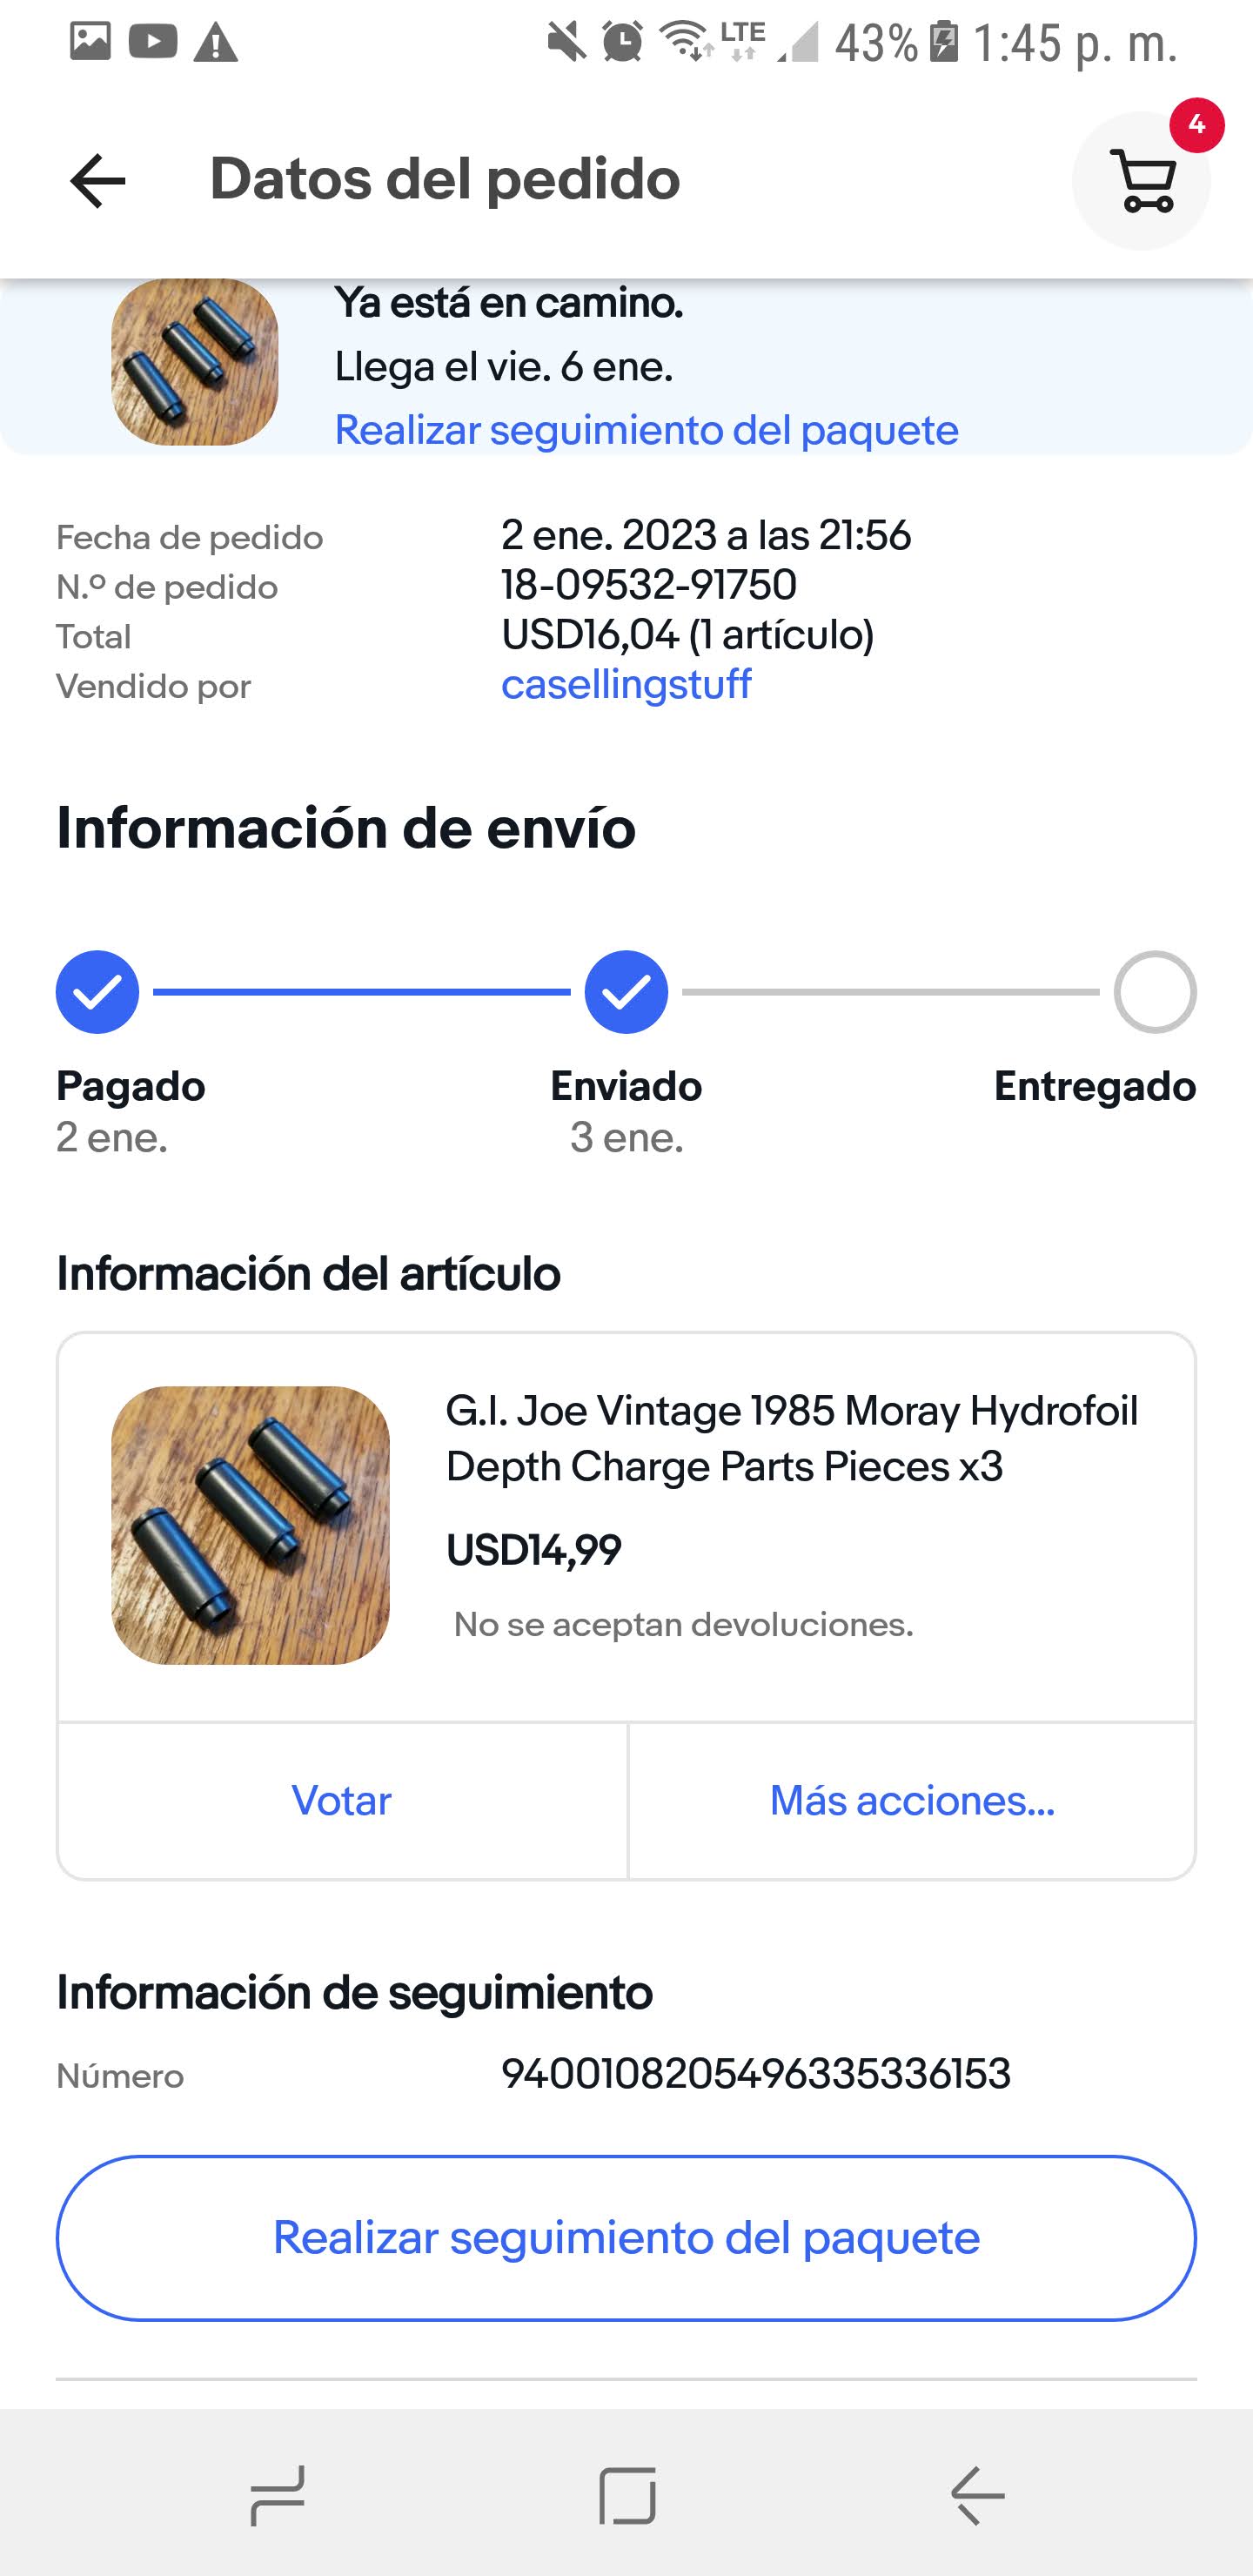 LTE 43% 1:45 p. m.
Datos del pedido
4
Ya está en camino.
Llega el vie. 6 ene.
Realizar seguimiento del paquete
Fecha de pedido 2 ene. 2023 a las 21:56
N.º de pedido 18-09532-91750
Total USD16,04 (1 artículo)
Vendido por casellingstuff
Información de envío
Pagado Enviado Entregado
2 ene. 3 ene.
Información del artículo
G.I. Joe Vintage 1985 Moray Hydrofoil
Depth Charge Parts Pieces x3
USD14,99
No se aceptan devoluciones.
Votar Más acciones...
Información de seguimiento
Número 9400108205496335336153
Realizar seguimiento del paquete